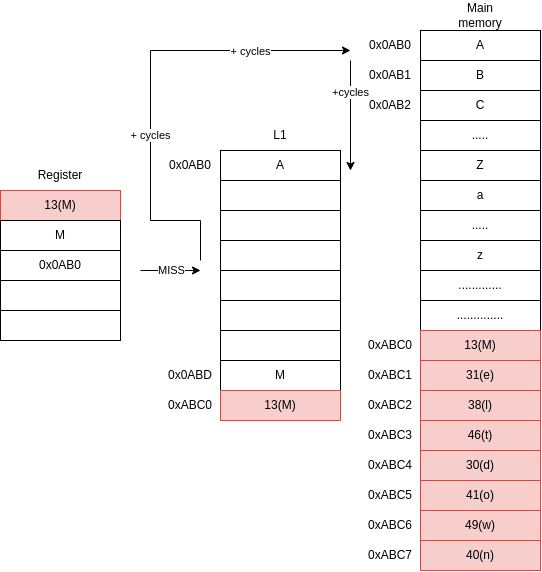 Main
memory
0x0AB0
A
+ cycles
0x0AB1
B
+cycles
0x0AB2
C
+ cycles
L1
.....
0x0AB0
A
Z
Register
a
13(M)
M
.....
0x0AB0
z
MISS
.............
..............
0xABC0
13(M)
0x0ABD
M
0xABC1
31(e)
0xABC0
13(M)
0xABC2
38(l)
0xABC3
46(t)
0xABC4
30(d)
0xABC5
41(o)
0xABC6
49(w)
0xABC7
40(n)